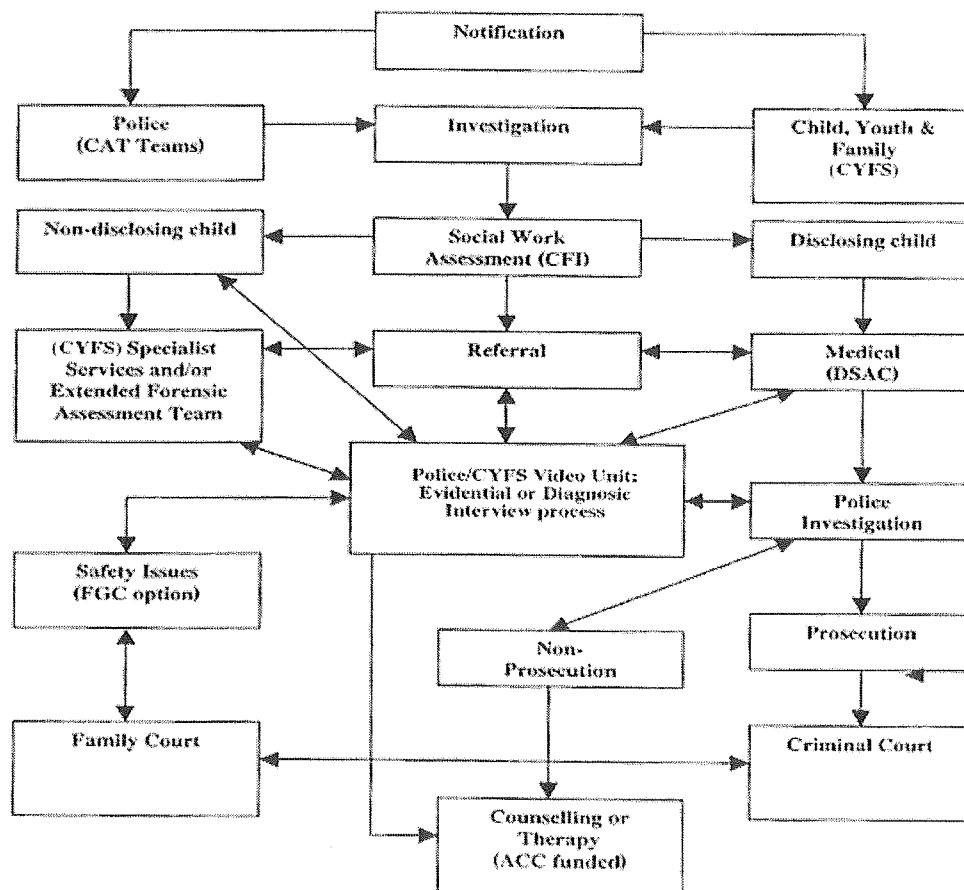 Notification
Police
(CAT Teams)
Investigation
Child, Youth &
Family
(CYFS)
Non-disclosing child
Social Work
Assessment (CFI)
Disclosing child
(CYFS) Specialist
Services and/or
Extended Forensic
Assessment Team
Referral
Medical
(DSAC)
Police/CYFS Video Unit:
Evidential or Diagnosic
Interview process
Police
Investigation
Safety Issues
(FGC option)
Non-
Prosecution
Prosecution
Family Court
Criminal Court
Counselling or
Therapy
(ACC funded)